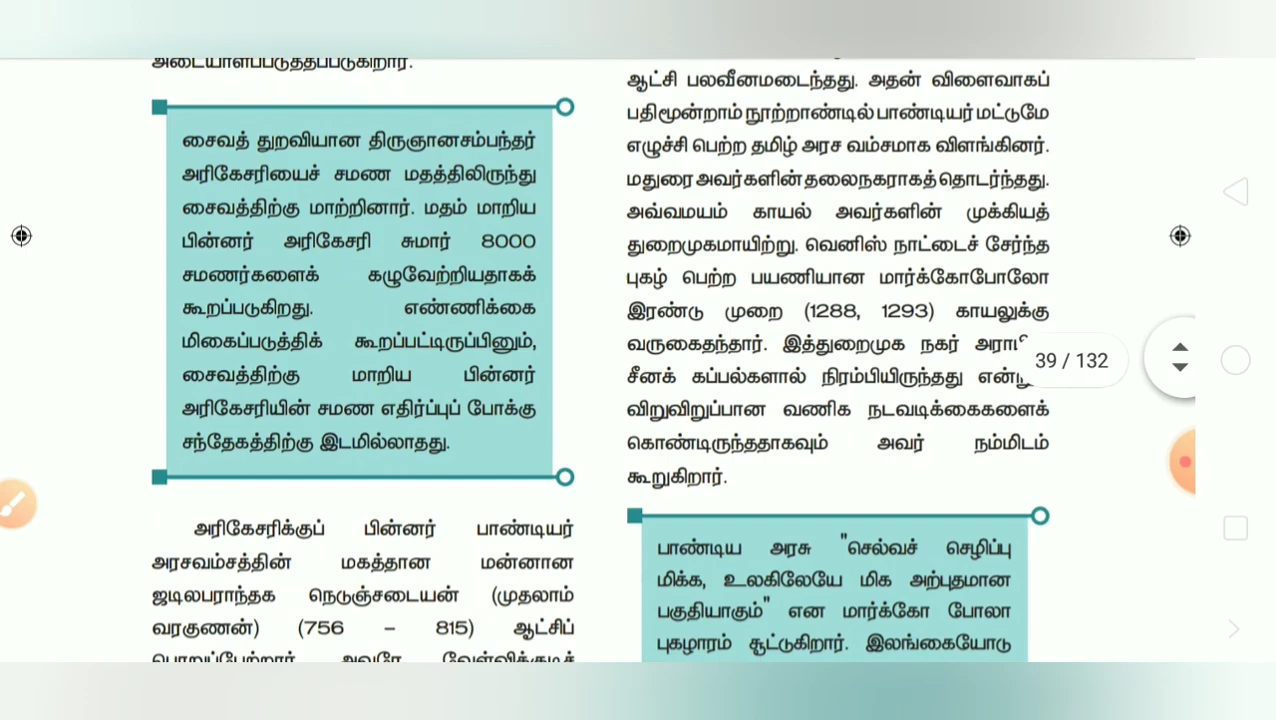 அடையாளப்படுத்தப்படுகிறார்.
சைவத் துறவியான திருஞானசம்பந்தர்
அரிகேசரியைச் சமண மதத்திலிருந்து
சைவத்திற்கு மாற்றினார். மதம் மாறிய
பின்னர் அரிகேசரி சுமார் 8000
சமணர்களைக் கழுவேற்றியதாகக்
கூறப்படுகிறது. எண்ணிக்கை
மிகைப்படுத்திக் கூறப்பட்டிருப்பினும்,
சைவத்திற்கு மாறிய பின்னர்
அரிகேசரியின் சமண எதிர்ப்புப் போக்கு
சந்தேகத்திற்கு இடமில்லாதது.
அரிகேசரிக்குப் பின்னர் பாண்டியர்
அரசவம்சத்தின் மகத்தான மன்னான
ஜடிலபராந்தக நெடுஞ்சடையன் (முதலாம்
வரகுணன்) (756 – 815) ஆட்சிப்
பொறுப்பேற்றார். அவரே வேள்விக்குடிச்
ஆட்சி பலவீனமடைந்தது. அதன் விளைவாகப்
பதிமூன்றாம் நூற்றாண்டில் பாண்டியர் மட்டுமே
எழுச்சி பெற்ற தமிழ் அரச வம்சமாக விளங்கினர்.
மதுரை அவர்களின் தலைநகராகத் தொடர்ந்தது.
அவ்வமயம் காயல் அவர்களின் முக்கியத்
துறைமுகமாயிற்று. வெனிஸ் நாட்டைச் சேர்ந்த
புகழ் பெற்ற பயணியான மார்க்கோபோலோ
இரண்டு முறை (1288, 1293) காயலுக்கு
வருகைதந்தார். இத்துறைமுக நகர்
சீனக் கப்பல்களால் நிரம்பியிருந்தது
விறுவிறுப்பான வணிக நடவடிக்கைகளைக்
கொண்டிருந்ததாகவும் அவர் நம்மிடம்
கூறுகிறார்.
பாண்டிய அரசு "செல்வச் செழிப்பு
மிக்க, உலகிலேயே மிக அற்புதமான
பகுதியாகும்" என மார்க்கோ போலா
புகழாரம் சூட்டுகிறார். இலங்கையோடு
39 / 132